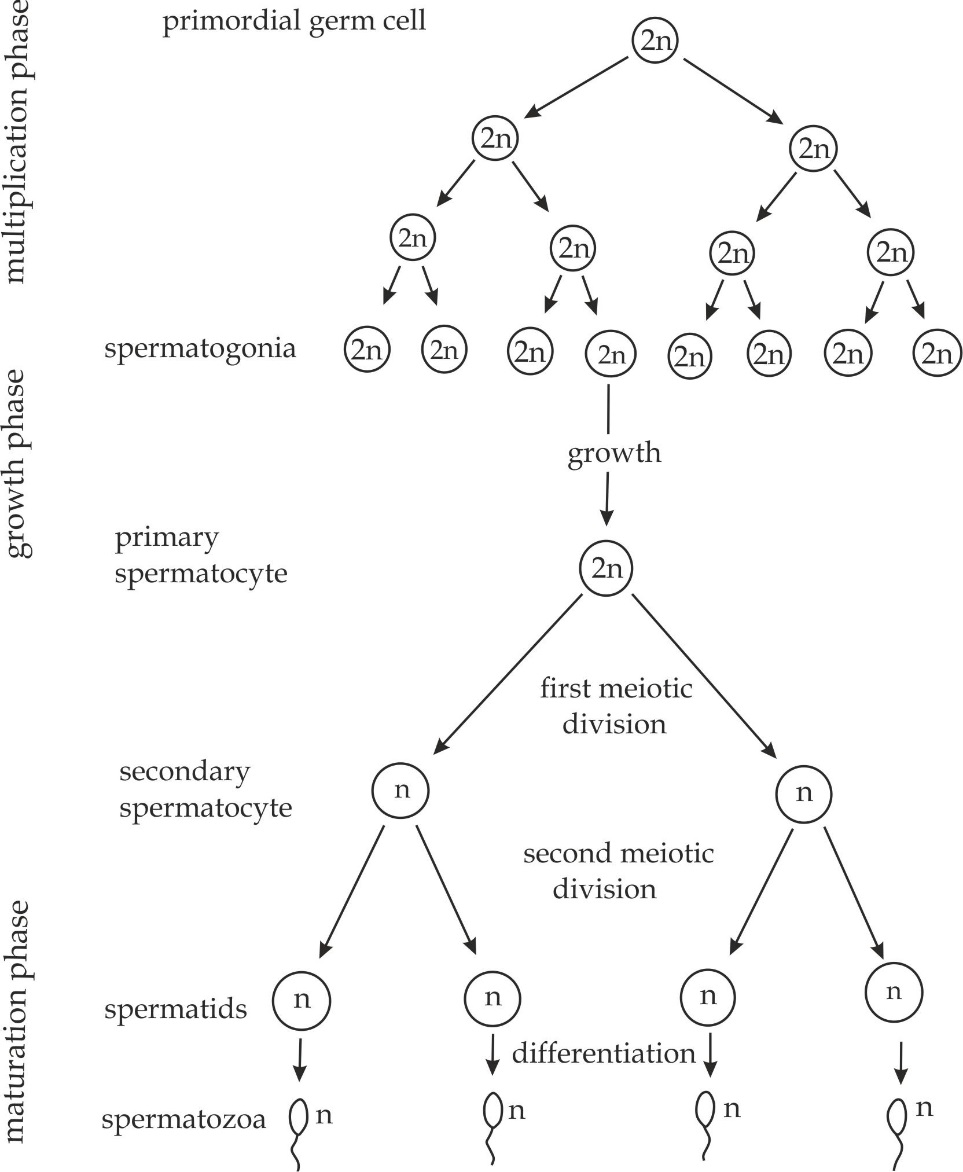 primordial germ cell
2n
multiplication phase
2n 2n
2n 2n 2n 2n
spermatogonia 2n 2n 2n 2n 2n 2n 2n 2n
growth phase
growth
primary
spermatocyte
2n
first meiotic
division
secondary
spermatocyte
n n
second meiotic
division
maturation phase
spermatids n n n n
differentiation
spermatozoa n n n n